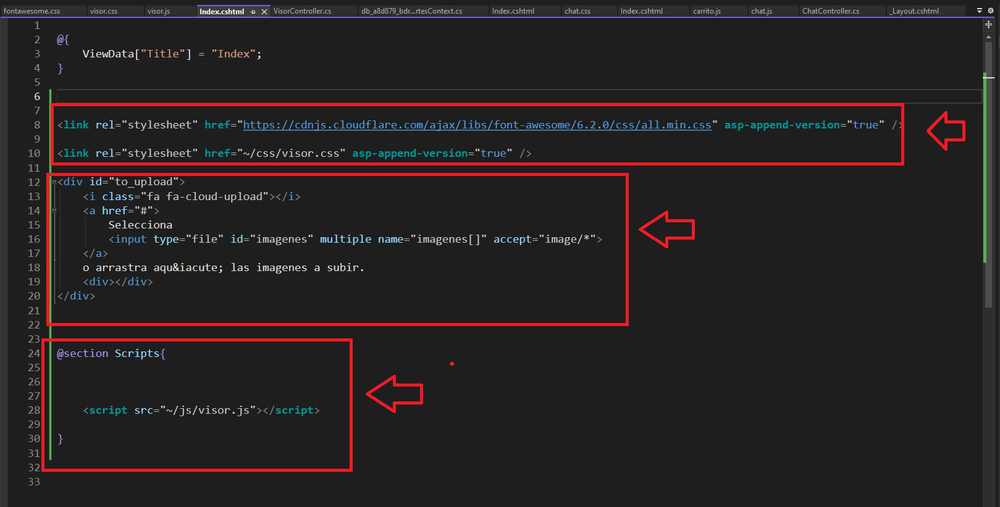 fontawesome.css visor.css visor.js Index.cshtml VisorController.cs db_a8d879_bdr...rtesContext.cs Index.cshtml chat.css Index.cshtml carrito.js chat.js ChatController.cs _Layout.cshtml
1
2 @{
3 ViewData["Title"] = "Index";
4 }
5
6
7
8 <link rel="stylesheet" href="https://cdnjs.cloudflare.com/ajax/libs/font-awesome/6.2.0/css/all.min.css" asp-append-version="true" />
9
10 <link rel="stylesheet" href="~/css/visor.css" asp-append-version="true" />
11
12 <div id="to_upload">
13 <i class="fa fa-cloud-upload"></i>
14 <a href="#">
15 Selecciona
16 <input type="file" id="imagenes" multiple name="imagenes[]" accept="image/*">
17 </a>
18 o arrastra aqu&iacute; las imagenes a subir.
19 <div></div>
20 </div>
21
22
23
24 @section Scripts{
25
26
27
28 <script src="~/js/visor.js"></script>
29
30 }
31
32
33